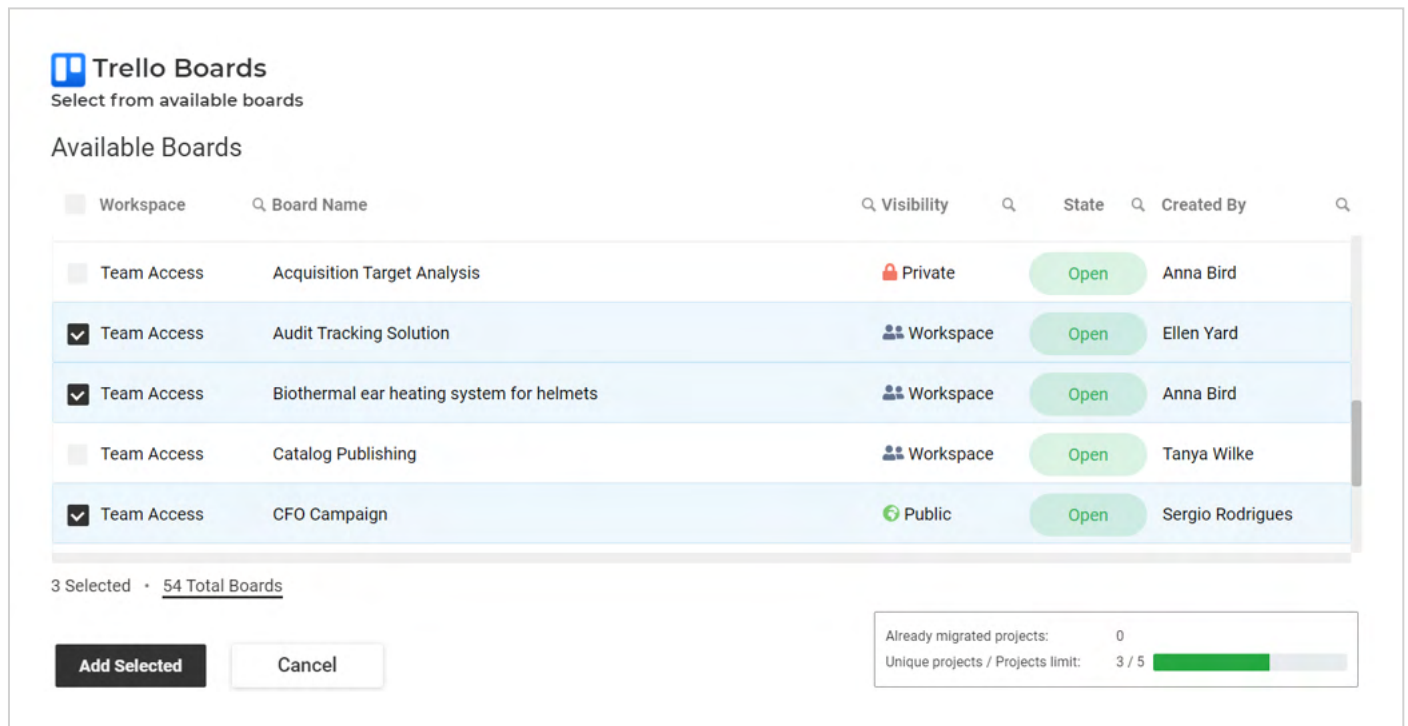 Trello Boards
Select from available boards
Available Boards
Workspace Board Name Visibility State Created By
Team Access Acquisition Target Analysis Private Open Anna Bird
Team Access Audit Tracking Solution Workspace Open Ellen Yard
Team Access Biothermal ear heating system for helmets Workspace Open Anna Bird
Team Access Catalog Publishing Workspace Open Tanya Wilke
Team Access CFO Campaign Public Open Sergio Rodrigues
3 Selected • 54 Total Boards
Already migrated projects: 0
Unique projects / Projects limit: 3 / 5
Add Selected Cancel